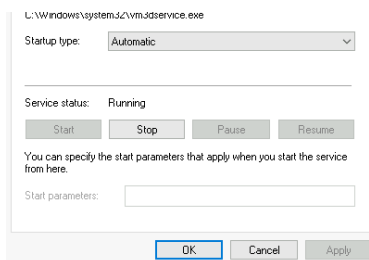 C:\Windows\system32\vm3dservice.exe
Startup type: Automatic
Service status: Running
Start Stop Pause Resume
You can specify the start parameters that apply when you start the service
from here.
Start parameters:
OK Cancel Apply